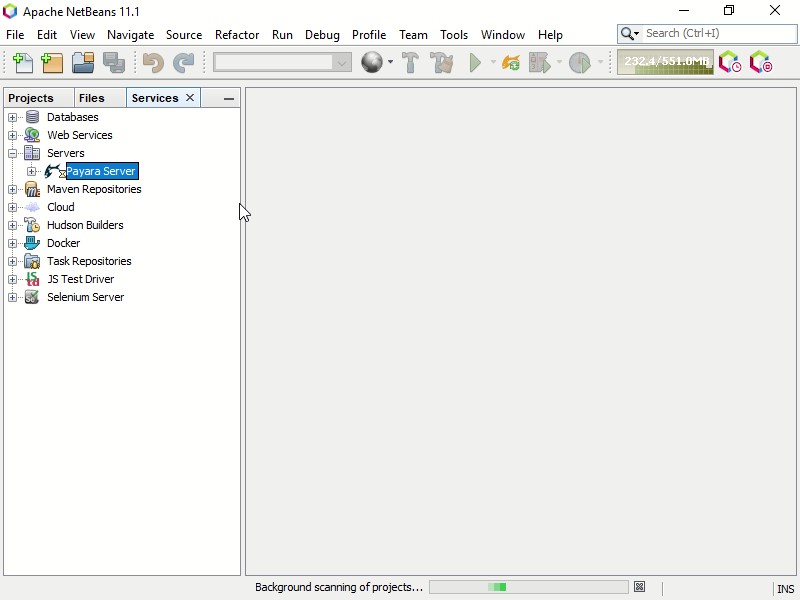 Apache NetBeans 11.1
File Edit View Navigate Source Refactor Run Debug Profile Team Tools Window Help
Search (Ctrl+I)
232.4/551.0MB
Projects Files Services
Databases
Web Services
Servers
Payara Server
Maven Repositories
Cloud
Hudson Builders
Docker
Task Repositories
JS Test Driver
Selenium Server
Background scanning of projects...
INS